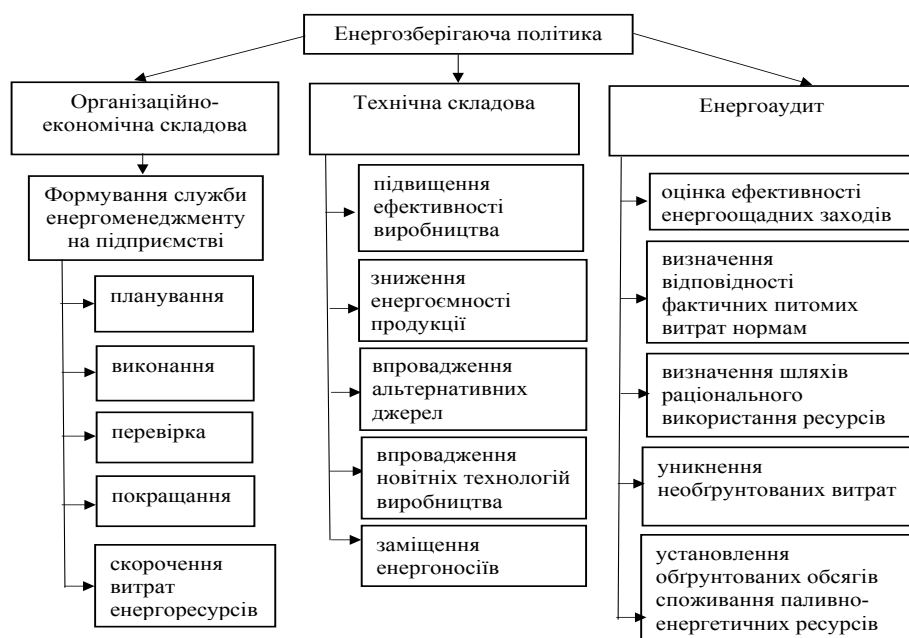 Енергозберігаюча політика
Організаційно-
економічна складова
Формування служби
енергоменеджменту
на підприємстві
планування
виконання
перевірка
покращання
скорочення
витрат
енергоресурсів
Технічна складова
підвищення
ефективності
виробництва
зниження
енергоємності
продукції
впровадження
альтернативних
джерел
впровадження
новітніх технологій
виробництва
заміщення
енергоносіїв
Енергоаудит
оцінка ефективності
енергоощадних заходів
визначення
відповідності
фактичних питомих
витрат нормам
визначення шляхів
раціонального
використання ресурсів
уникнення
необґрунтованих витрат
установлення
обґрунтованих обсягів
споживання паливно-
енергетичних ресурсів